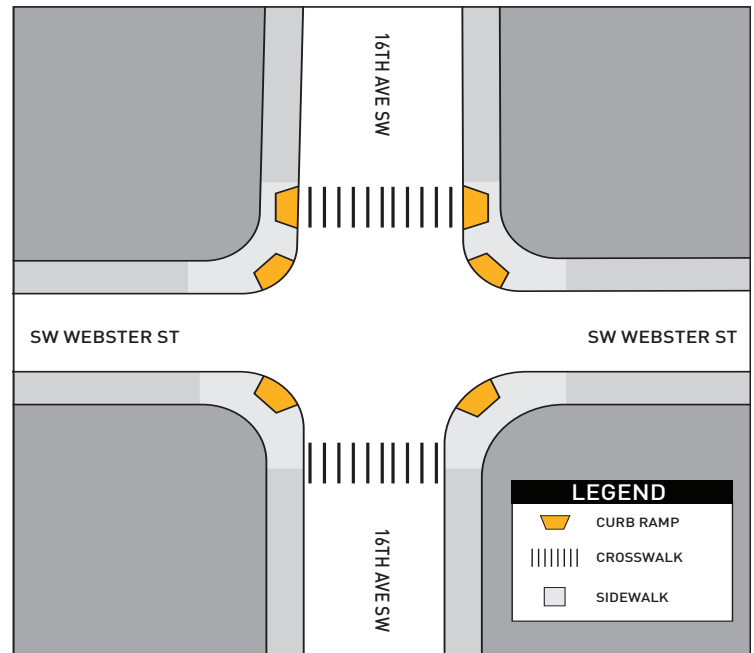 16TH AVE SW
SW WEBSTER ST
SW WEBSTER ST
16TH AVE SW
LEGEND
CURB RAMP
CROSSWALK
SIDEWALK